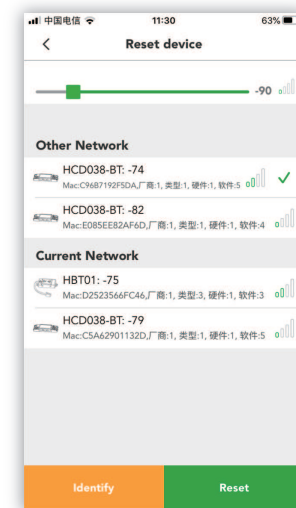 中国电信 11:30 63%
Reset device
-90
Other Network
HCD038-BT: -74
Mac:C96B7192F5DA,厂商:1, 类型:1, 硬件:1, 软件:5
HCD038-BT: -82
Mac:E085EE82AF6D,厂商:1, 类型:1, 硬件:1, 软件:4
Current Network
HBT01: -75
Mac:D2523566FC46,厂商:1, 类型:3, 硬件:1, 软件:3
HCD038-BT: -79
Mac:C5A62901132D,厂商:1, 类型:1, 硬件:1, 软件:5
Identify Reset